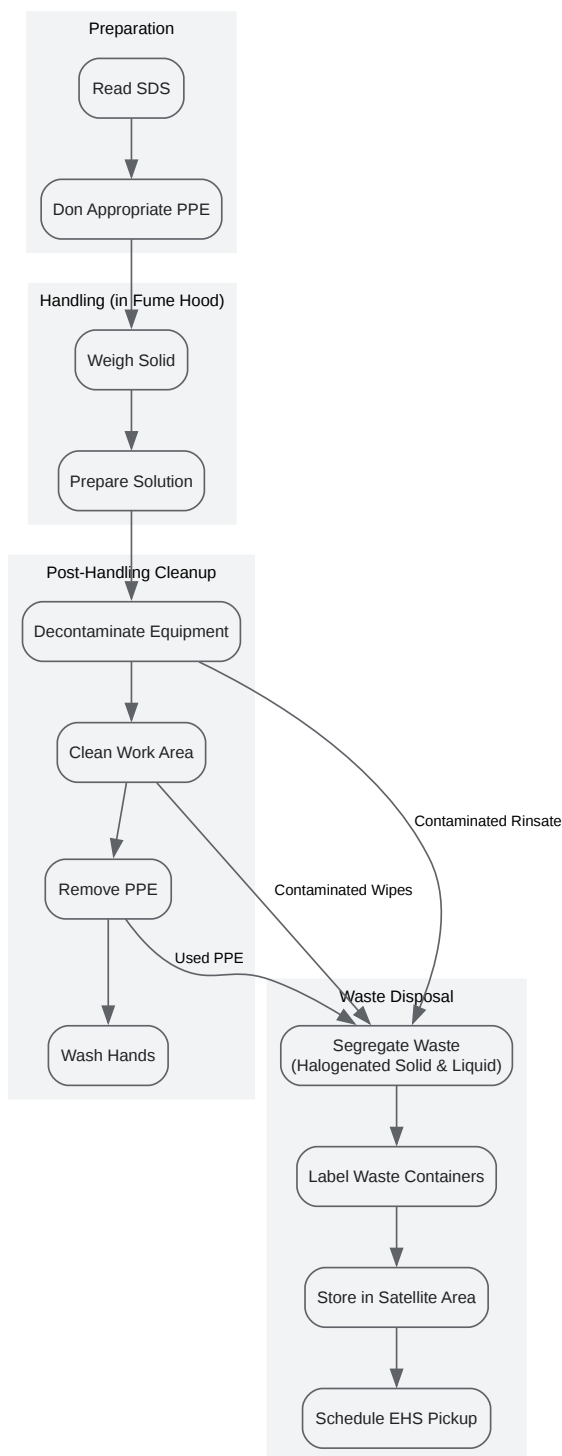 Preparation
Read SDS
Don Appropriate PPE
Handling (in Fume Hood)
Weigh Solid
Prepare Solution
Post-Handling Cleanup
Decontaminate Equipment
Clean Work Area
Contaminated Rinsate
Remove PPE
Contaminated Wipes
Used PPE
Waste Disposal
Wash Hands
Segregate Waste
(Halogenated Solid & Liquid)
Label Waste Containers
Store in Satellite Area
Schedule EHS Pickup